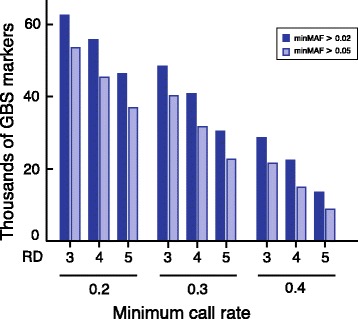 Thousands of GBS markers
60
40
20
0
minMAF > 0.02
minMAF > 0.05
RD 3 4 5 3 4 5 3 4 5
0.2 0.3 0.4
Minimum call rate